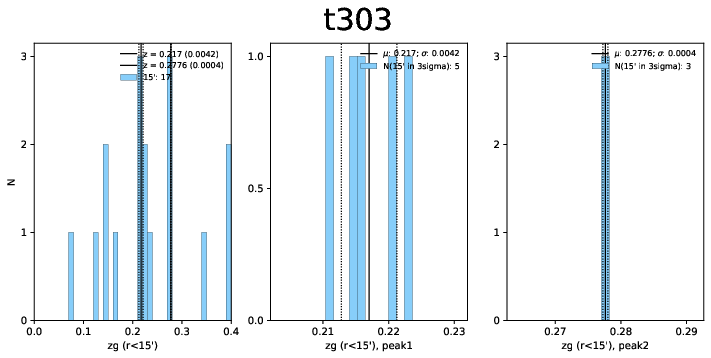 t303
z = 0.217 (0.0042)
z = 0.2776 (0.0004)
15': 17
N
3
2
1
0
0.0 0.1 0.2 0.3 0.4
zg (r<15')
μ: 0.217; σ: 0.0042
N(15' in 3sigma): 5
1.0
0.5
0.0
0.21 0.22 0.23
zg (r<15'), peak1
μ: 0.2776; σ: 0.0004
N(15' in 3sigma): 3
3
2
1
0
0.27 0.28 0.29
zg (r<15'), peak2